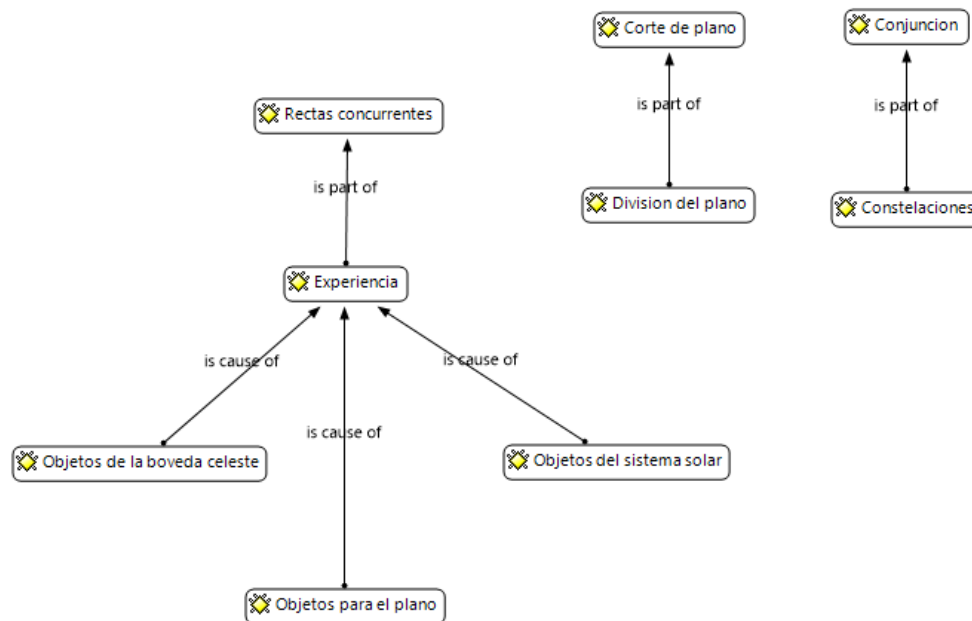 Corte de plano
Conjuncion
is part of
is part of
Rectas concurrentes
is part of
Division del plano
Constelaciones
Experiencia
is cause of
is cause of
is cause of
Objetos de la boveda celeste
Objetos del sistema solar
Objetos para el plano